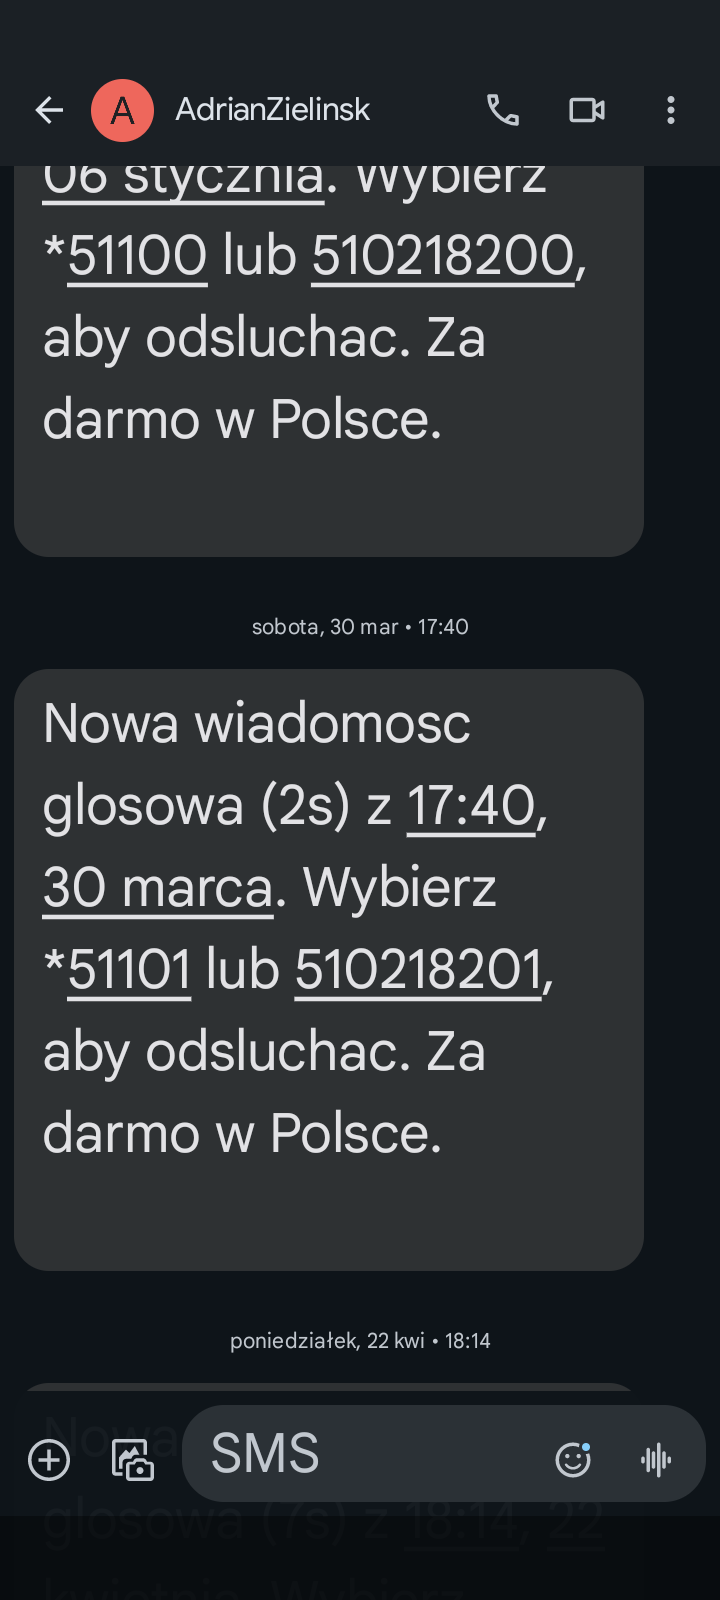 A AdrianZielinsk
06 stycznia. Wybierz
*51100 lub 510218200,
aby odsluchac. Za
darmo w Polsce.
sobota, 30 mar • 17:40
Nowa wiadomosc
glosowa (2s) z 17:40,
30 marca. Wybierz
*51101 lub 510218201,
aby odsluchac. Za
darmo w Polsce.
poniedziałek, 22 kwi • 18:14
Nowa
SMS
glosowa (7s) z 18:14, 22
kwietnia. Wybierz